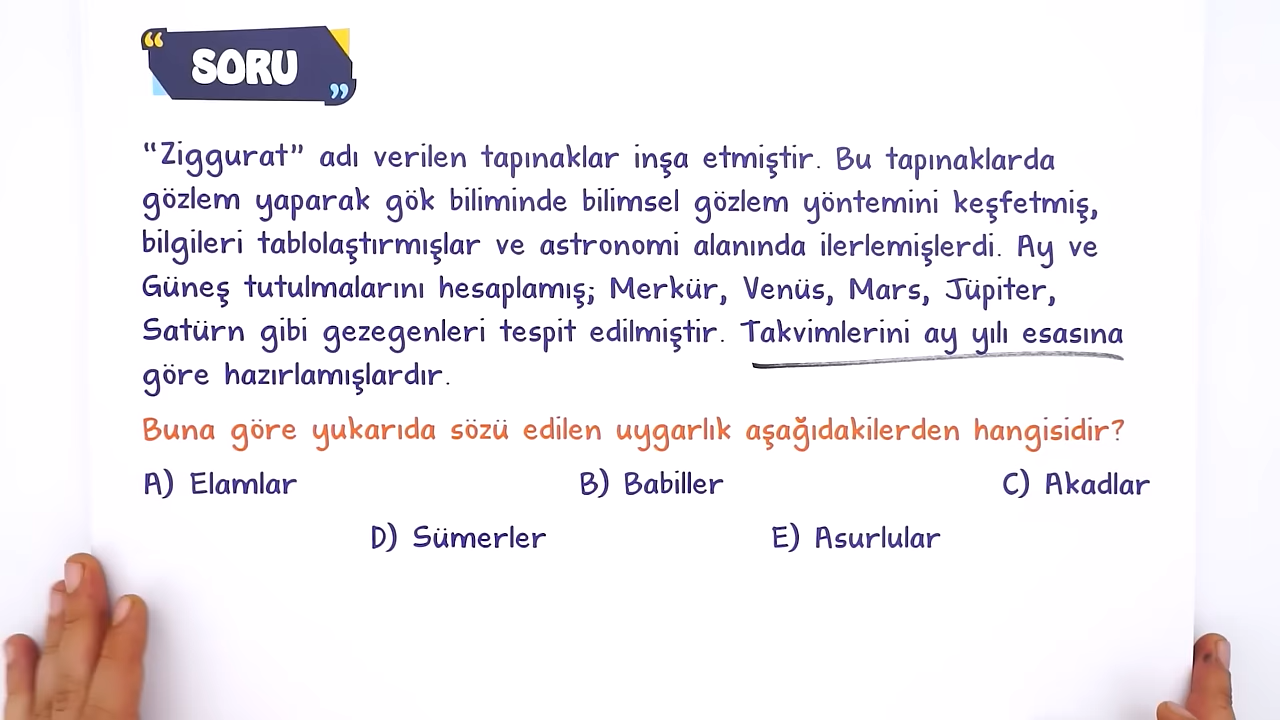 “ SORU ”
“Ziggurat” adı verilen tapınaklar inşa etmiştir. Bu tapınaklarda
gözlem yaparak gök biliminde bilimsel gözlem yöntemini keşfetmiş,
bilgileri tablolaştırmışlar ve astronomi alanında ilerlemişlerdi. Ay ve
Güneş tutulmalarını hesaplamış; Merkür, Venüs, Mars, Jüpiter,
Satürn gibi gezegenleri tespit edilmiştir. Takvimlerini ay yılı esasına
göre hazırlamışlardır.
Buna göre yukarıda sözü edilen uygarlık aşağıdakilerden hangisidir?
A) Elamlar B) Babiller C) Akadlar
D) Sümerler E) Asurlular